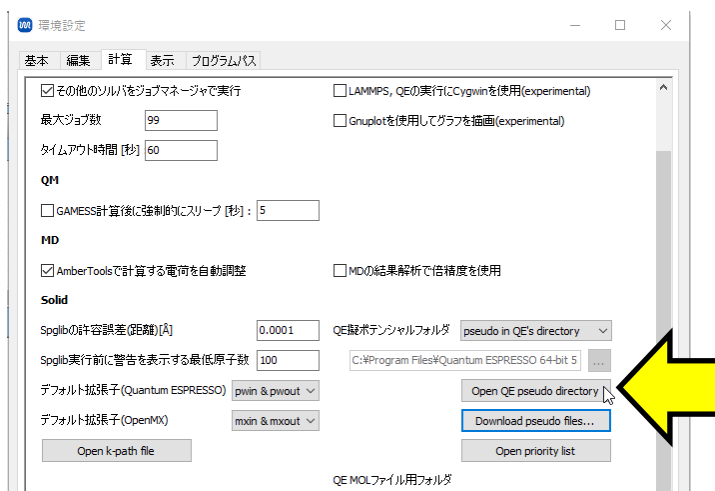 環境設定
基本 編集 計算 表示 プログラムパス
その他のソルバをジョブマネージャで実行
LAMMPS, QEの実行にCygwinを使用(experimental)
最大ジョブ数 99
Gnuplotを使用してグラフを描画(experimental)
タイムアウト時間 [秒] 60
QM
GAMESS計算後に強制的にスリープ [秒] : 5
MD
AmberToolsで計算する電荷を自動調整
MDの結果解析で倍精度を使用
Solid
Spglibの許容誤差(距離)[Å] 0.0001
QE擬ポテンシャルフォルダ pseudo in QE's directory
Spglib実行前に警告を表示する最低原子数 100
C:¥Program Files¥Quantum ESPRESSO 64-bit 5 ...
デフォルト拡張子(Quantum ESPRESSO) pwin & pwout
Open QE pseudo directory
デフォルト拡張子(OpenMX) mxin & mxout
Download pseudo files...
Open k-path file
Open priority list
QE MOLファイル用フォルダ